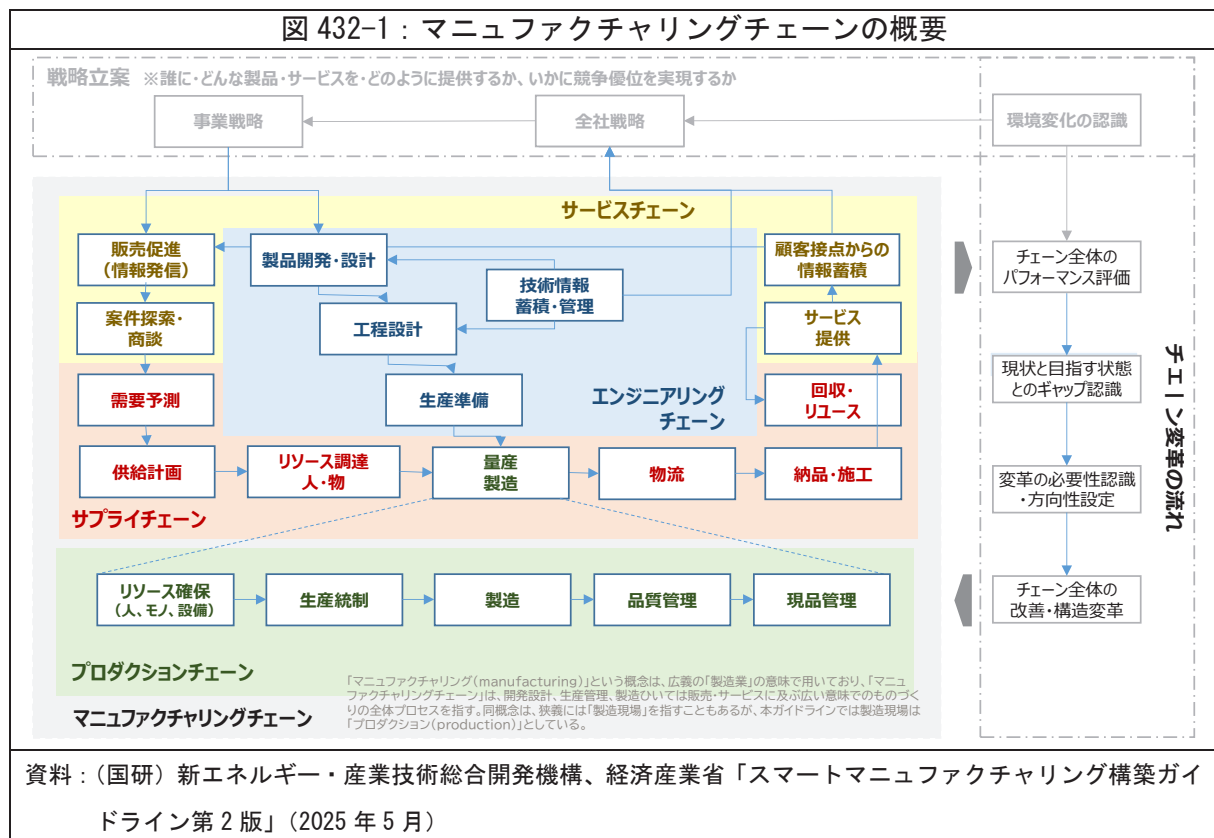 図 432-1：マニュファクチャリングチェーンの概要
戦略立案 ※誰に・どんな製品・サービスを・どのように提供するか、いかに競争優位を実現するか
事業戦略
全社戦略
環境変化の認識
サービスチェーン
販売促進
（情報発信）
製品開発・設計
技術情報
蓄積・管理
顧客接点からの
情報蓄積
案件探索・
商談
工程設計
サービス
提供
需要予測
生産準備
エンジニアリング
チェーン
回収・
リユース
供給計画
リソース調達
人・物
量産
製造
物流
納品・施工
サプライチェーン
リソース確保
（人、モノ、設備）
生産統制
製造
品質管理
現品管理
プロダクションチェーン
「マニュファクチャリング（manufacturing）」という概念は、広義の「製造業」の意味で用いており、「マニュ
ファクチャリングチェーン」は、開発設計、生産管理、製造ひいては販売・サービスに及ぶ広い意味でのものづく
りの全体プロセスを指す。同概念は、狭義には「製造現場」を指すこともあるが、本ガイドラインでは製造現場は
「プロダクション（production）」としている。
マニュファクチャリングチェーン
チェーン全体の
パフォーマンス評価
現状と目指す状態
とのギャップ認識
変革の必要性認識
・方向性設定
チェーン全体の
改善・構造変革
チェーン変革の流れ
資料：（国研）新エネルギー・産業技術総合開発機構、経済産業省「スマートマニュファクチャリング構築ガイ
ドライン第 2 版」（2025 年 5 月）